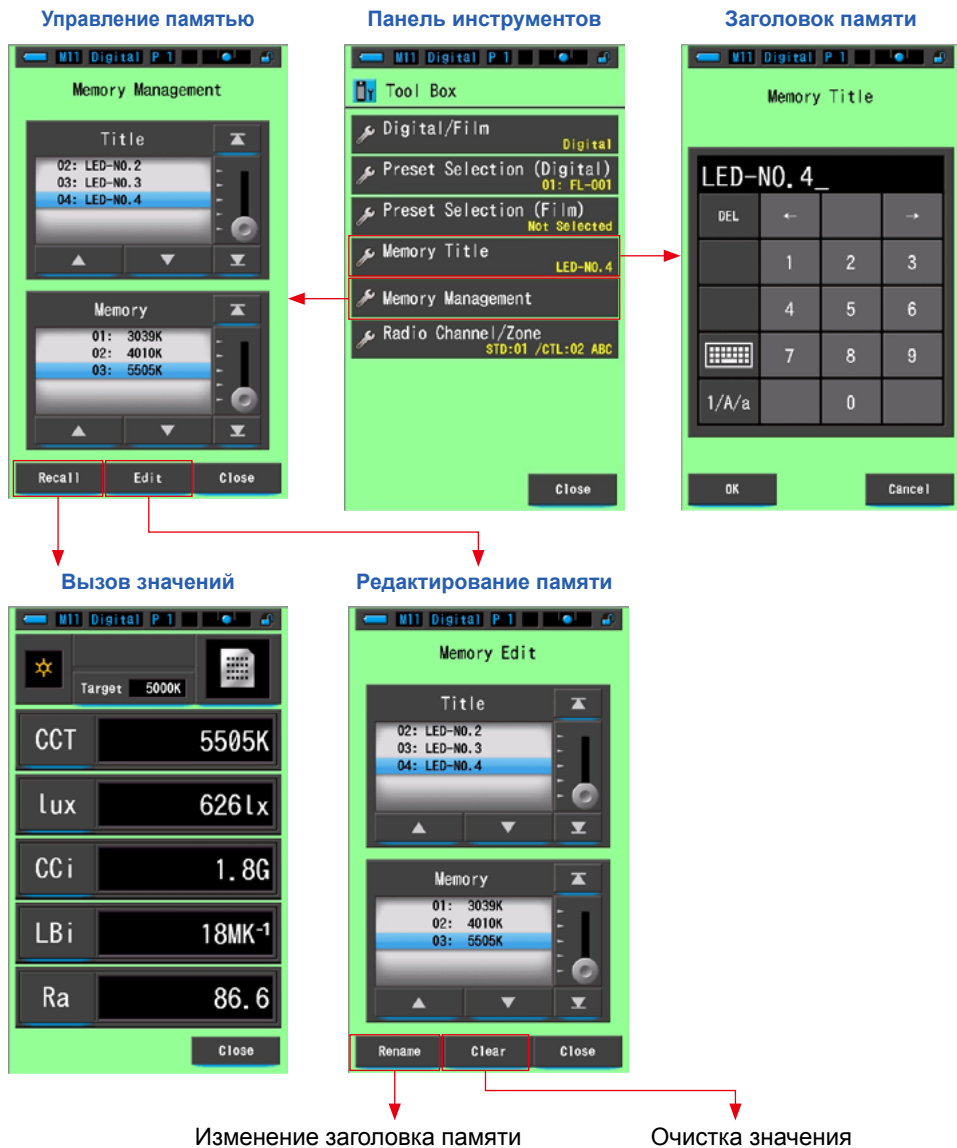 Управление памятью
M11 Digital P 1
Memory Management
Title
02: LED-NO.2
03: LED-NO.3
04: LED-NO.4
Memory
01: 3039K
02: 4010K
03: 5505K
Recall Edit Close
Панель инструментов
M11 Digital P 1
Tool Box
Digital/Film
Digital
Preset Selection (Digital)
01: FL-001
Preset Selection (Film)
Not Selected
Memory Title
LED-NO.4
Memory Management
Radio Channel/Zone
STD:01 /CTL:02 ABC
Close
Заголовок памяти
M11 Digital P 1
Memory Title
LED-NO.4_
DEL ← →
1 2 3
4 5 6
7 8 9
1/A/a 0
OK Cancel
Вызов значений
M11 Digital P 1
Target 5000K
CCT 5505K
lux 626lx
CCi 1.8G
LBi 18MK⁻¹
Ra 86.6
Close
Редактирование памяти
M11 Digital P 1
Memory Edit
Title
02: LED-NO.2
03: LED-NO.3
04: LED-NO.4
Memory
01: 3039K
02: 4010K
03: 5505K
Rename Clear Close
Изменение заголовка памяти
Очистка значения